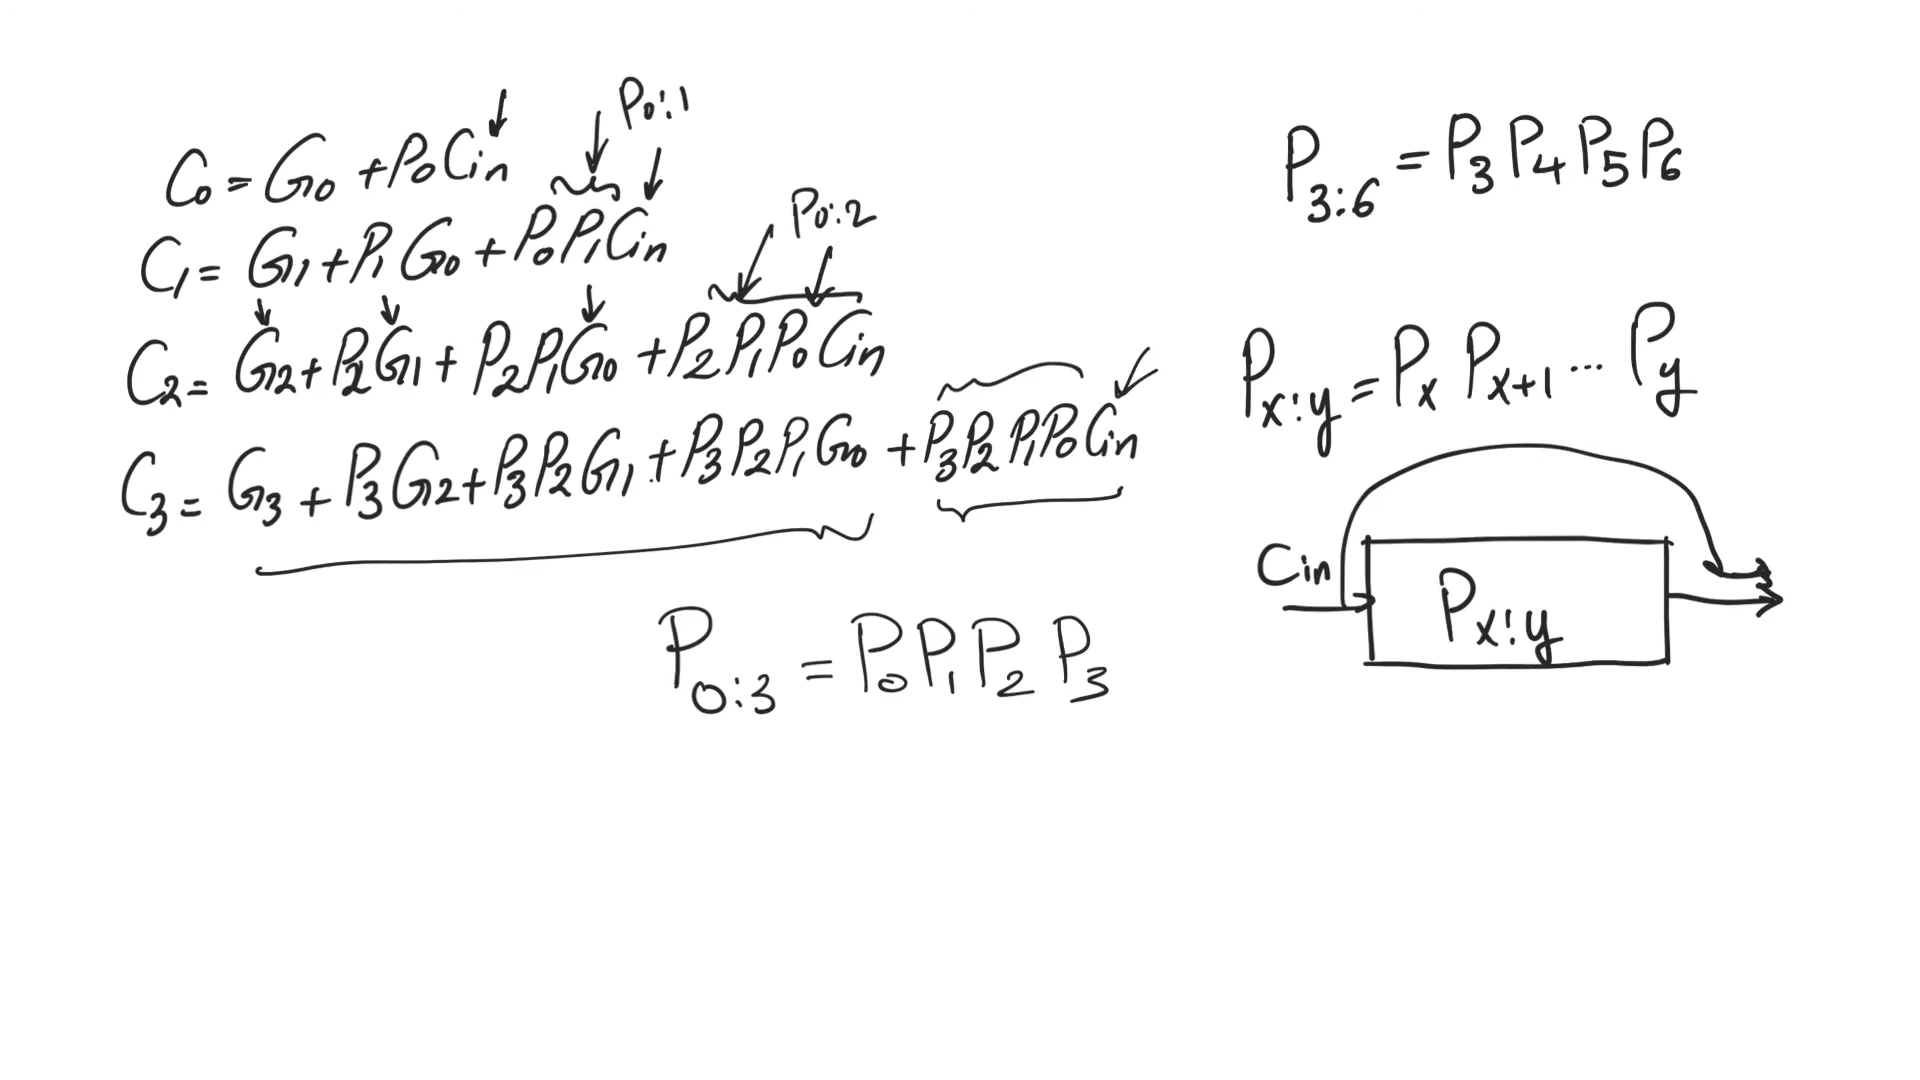 C0 = G0 + P0Cin
P0:1
C1 = G1 + P1G0 + P0P1Cin
P0:2
C2 = G2 + P2G1 + P2P1G0 + P2P1P0Cin
C3 = G3 + P3G2 + P3P2G1 + P3P2P1G0 + P3P2P1P0Cin
P0:3 = P0P1P2P3
P3:6 = P3P4P5P6
Px:y = Px Px+1 ... Py
Cin
Px:y